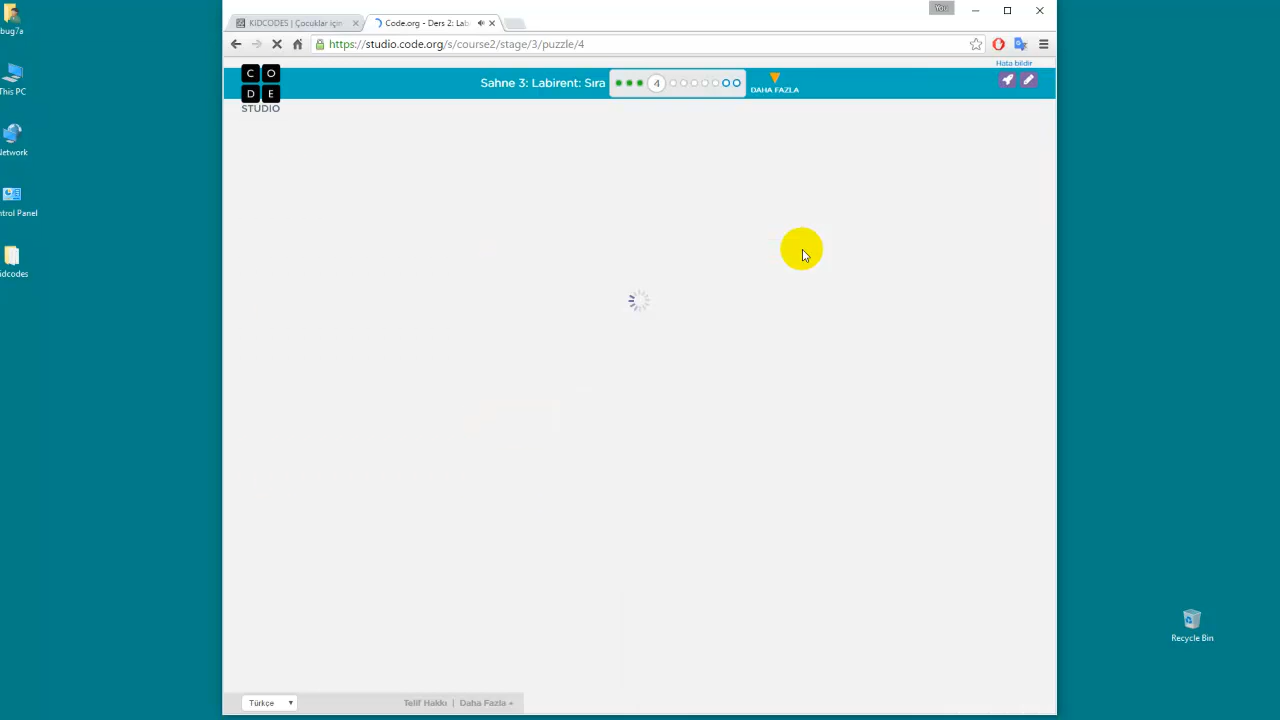 You
KiDCODES | Çocuklar için
Code.org - Ders 2: Lab
https://studio.code.org/s/course2/stage/3/puzzle/4
Hata bildir
C O
D E
STUDIO
Sahne 3: Labirent: Sıra
4
DAHA FAZLA
bug7a
This PC
Network
ntrol Panel
idcodes
Recycle Bin
Türkçe
Telif Hakkı | Daha Fazla